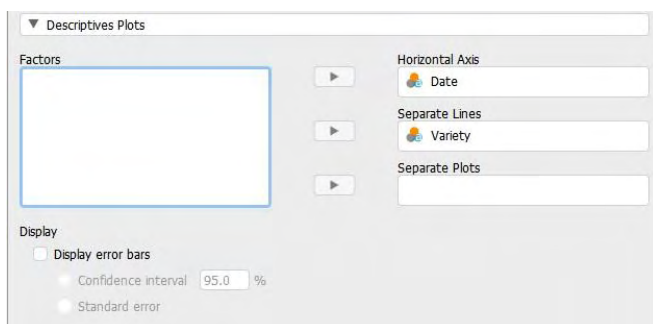 Descriptives Plots
Factors
Horizontal Axis
Date
Separate Lines
Variety
Separate Plots
Display
Display error bars
Confidence interval 95.0 %
Standard error